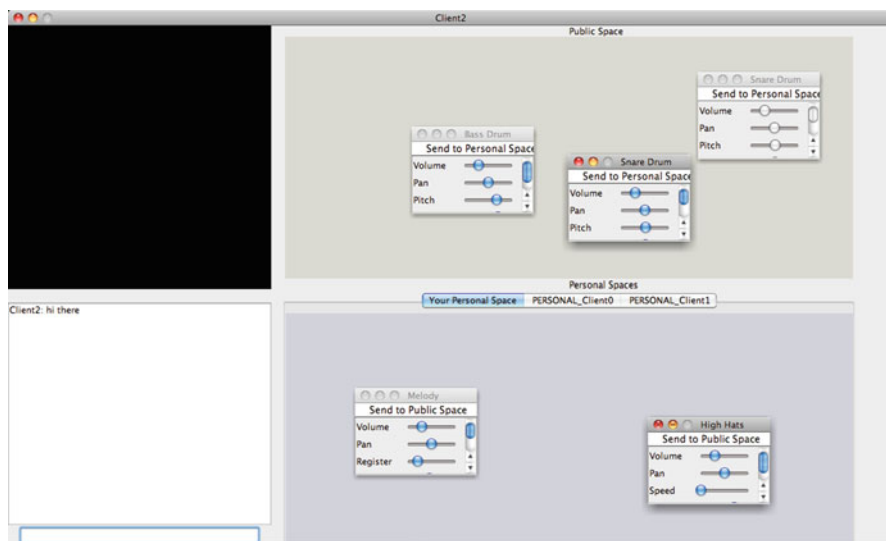 Client2
Public Space
Snare Drum
Send to Personal Space
Volume
Pan
Pitch
Bass Drum
Send to Personal Space
Volume
Pan
Pitch
Snare Drum
Send to Personal Space
Volume
Pan
Pitch
Personal Spaces
Your Personal Space PERSONAL_Client0 PERSONAL_Client1
Client2: hi there
Melody
Send to Public Space
Volume
Pan
Register
High Hats
Send to Public Space
Volume
Pan
Speed